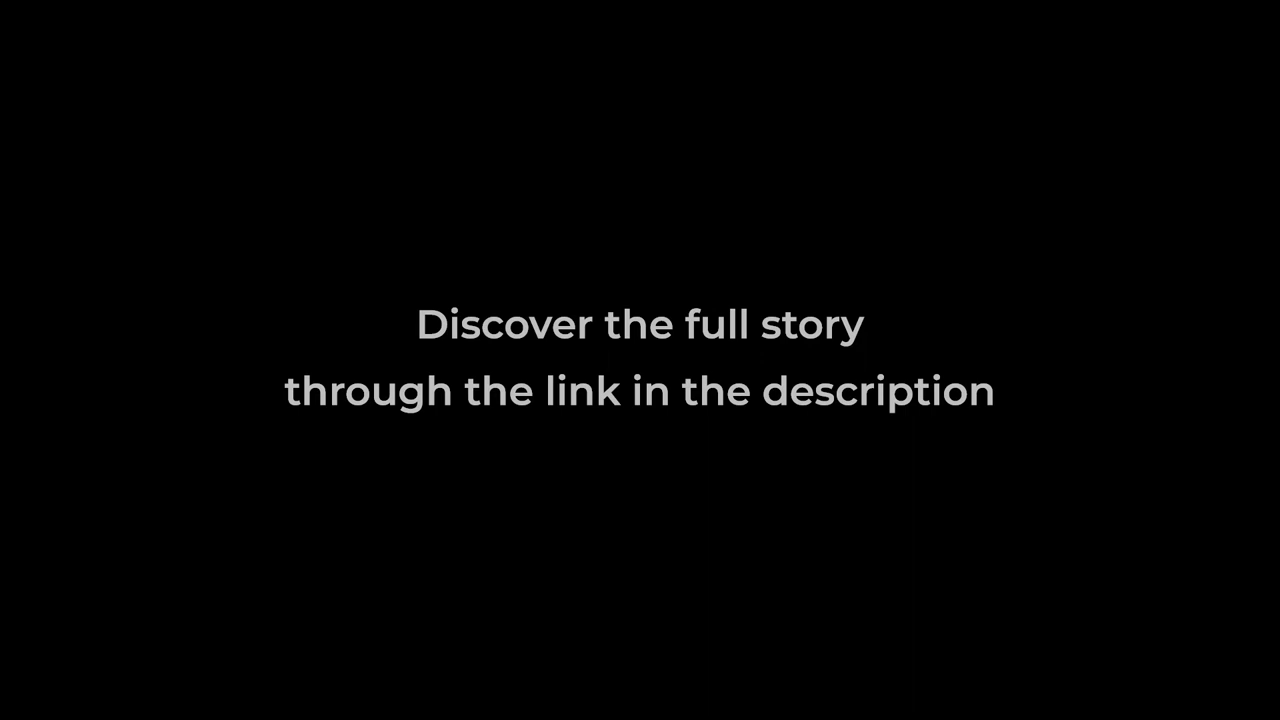 Discover the full story
through the link in the description